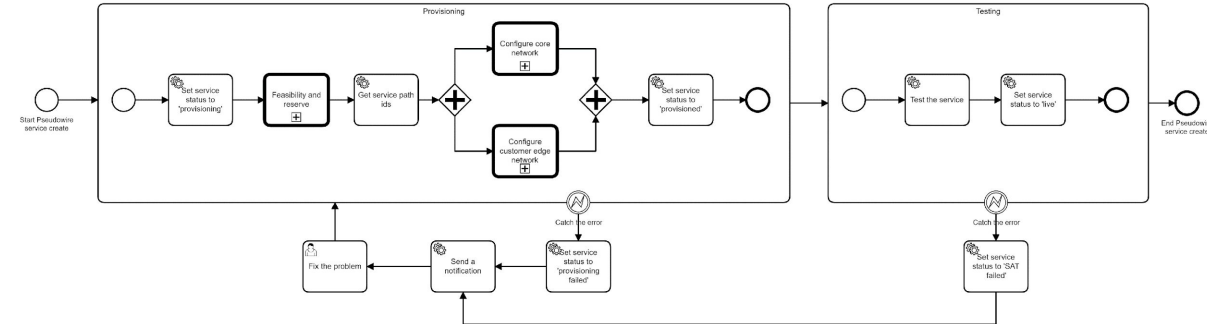 Provisioning
Testing
Start Pseudowire
service create
Set service
status to
'provisioning'
Feasibility and
reserve
Get service path
ids
Configure core
network
Configure
customer edge
network
Set service
status to
'provisioned'
Test the service
Set service
status to 'live'
End Pseudowire
service create
Catch the error
Catch the error
Fix the problem
Send a
notification
Set service
status to
'provisioning
failed'
Set service
status to 'SAT
failed'